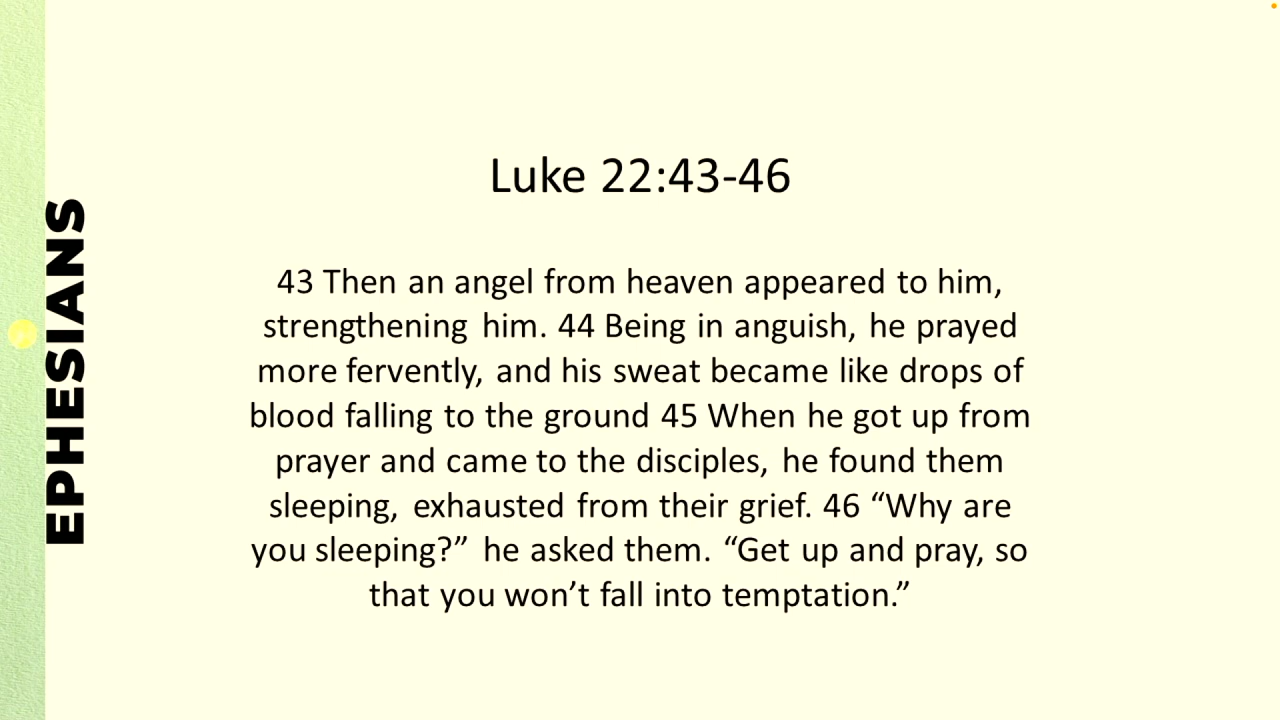 EPHESIANS
Luke 22:43-46
43 Then an angel from heaven appeared to him,
strengthening him. 44 Being in anguish, he prayed
more fervently, and his sweat became like drops of
blood falling to the ground 45 When he got up from
prayer and came to the disciples, he found them
sleeping, exhausted from their grief. 46 “Why are
you sleeping?” he asked them. “Get up and pray, so
that you won’t fall into temptation.”